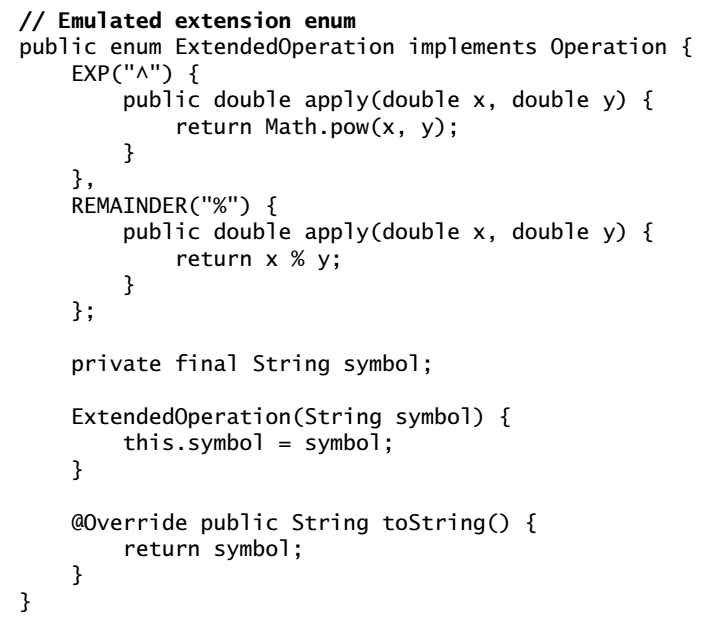 // Emulated extension enum
public enum ExtendedOperation implements Operation {
    EXP("^") {
        public double apply(double x, double y) {
            return Math.pow(x, y);
        }
    },
    REMAINDER("%") {
        public double apply(double x, double y) {
            return x % y;
        }
    };

    private final String symbol;

    ExtendedOperation(String symbol) {
        this.symbol = symbol;
    }

    @Override public String toString() {
        return symbol;
    }
}